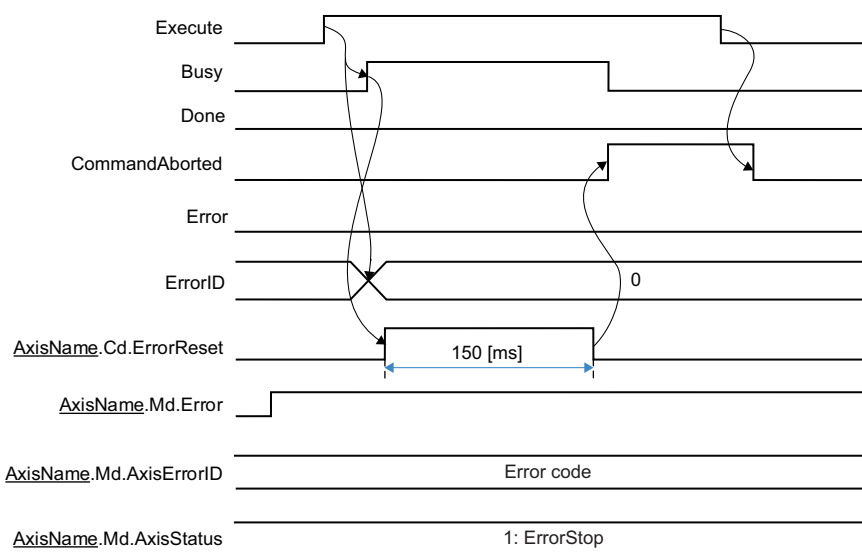 Execute
Busy
Done
CommandAborted
Error
ErrorID
0
AxisName.Cd.ErrorReset
150 [ms]
AxisName.Md.Error
AxisName.Md.AxisErrorID
Error code
AxisName.Md.AxisStatus
1: ErrorStop